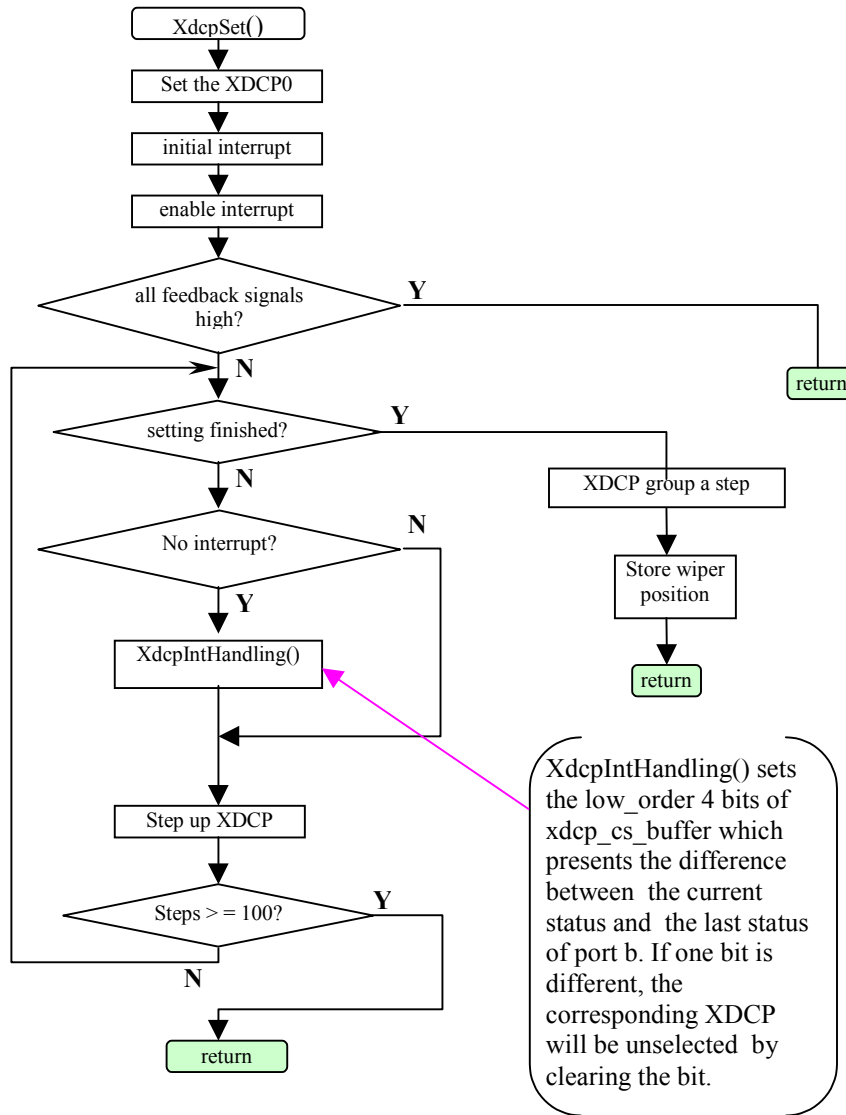 XdcpSet()
Set the XDCP0
initial interrupt
enable interrupt
all feedback signals
high?
Y
return
N
setting finished?
Y
XDCP group a step
Store wiper
position
return
N
No interrupt?
N
Y
XdcpIntHandling()
Step up XDCP
Steps > = 100?
Y
N
return
XdcpIntHandling() sets
the low_order 4 bits of
xdcp_cs_buffer which
presents the difference
between the current
status and the last status
of port b. If one bit is
different, the
corresponding XDCP
will be unselected by
clearing the bit.